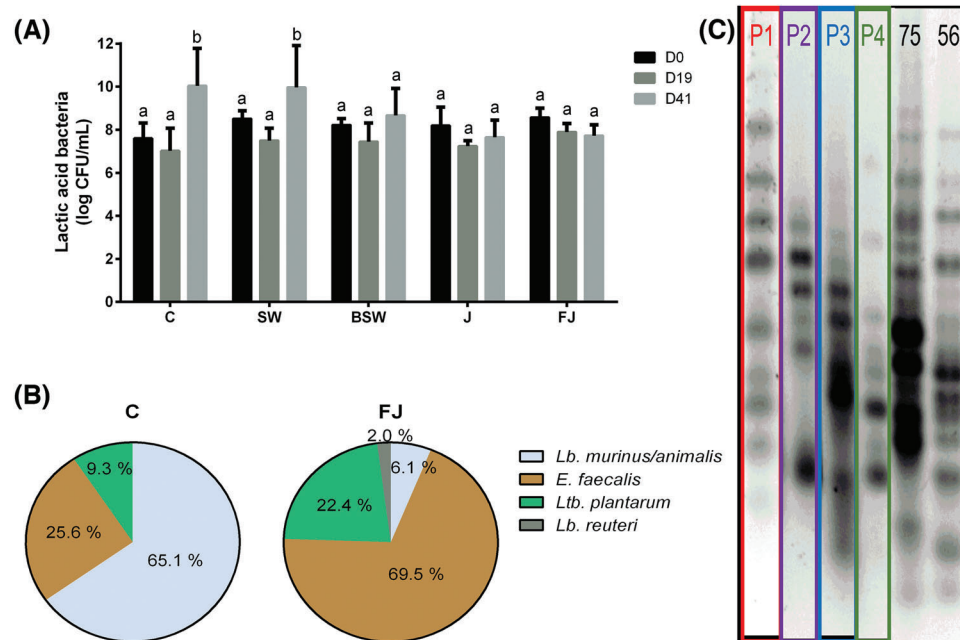 (A)
Lactic acid bacteria
(log CFU/mL)
12
10
8
6
4
2
0
a a b
a a b
a a a
a a a
a a a
C SW BSW J FJ
D0
D19
D41
(B)
C
9.3 %
25.6 %
65.1 %
FJ
2.0 %
6.1 %
22.4 %
69.5 %
Lb. murinus/animalis
E. faecalis
Ltb. plantarum
Lb. reuteri
(C)
P1 P2 P3 P4 75 56